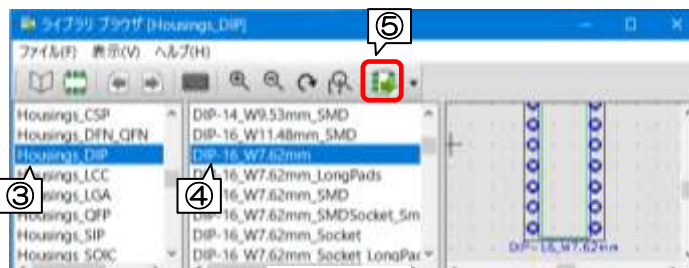 ライブラリ ブラウザ [Housings_DIP]
⑤
ファイル(F) 表示(V) ヘルプ(H)
Housings_CSP
Housings_DFN_QFN
Housings_DIP
Housings_LCC
③ Housings_LGA
Housings_QFP
Housings_SIP
Housings_SOIC
DIP-14_W9.53mm_SMD
DIP-16_W11.48mm_SMD
DIP-16_W7.62mm
DIP-16_W7.62mm_LongPads
④ DIP-16_W7.62mm_SMD
DIP-16_W7.62mm_SMDSocket_Sm
DIP-16_W7.62mm_Socket
DIP-16_W7.62mm_Socket_LongPac
DIP-16_W7.62mm